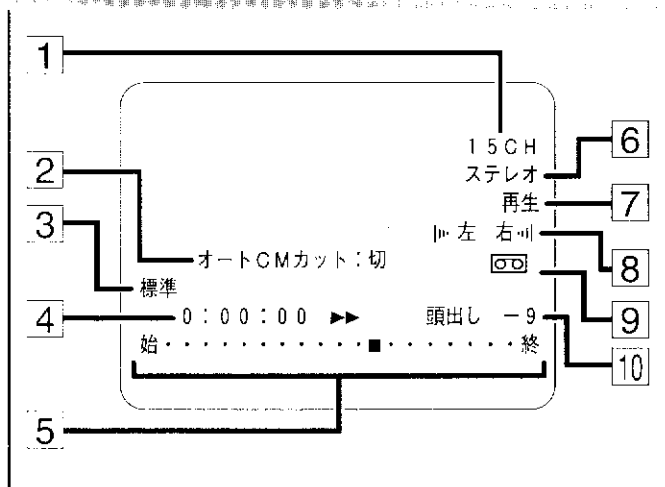 1
15CH
6
ステレオ
2
再生
7
3
左 右
8
オートCMカット:切
標準
9
4
0:00:00 ▶▶ 頭出し -9
始・・・・・・・・・・・・■・・・・・・・・終
10
5